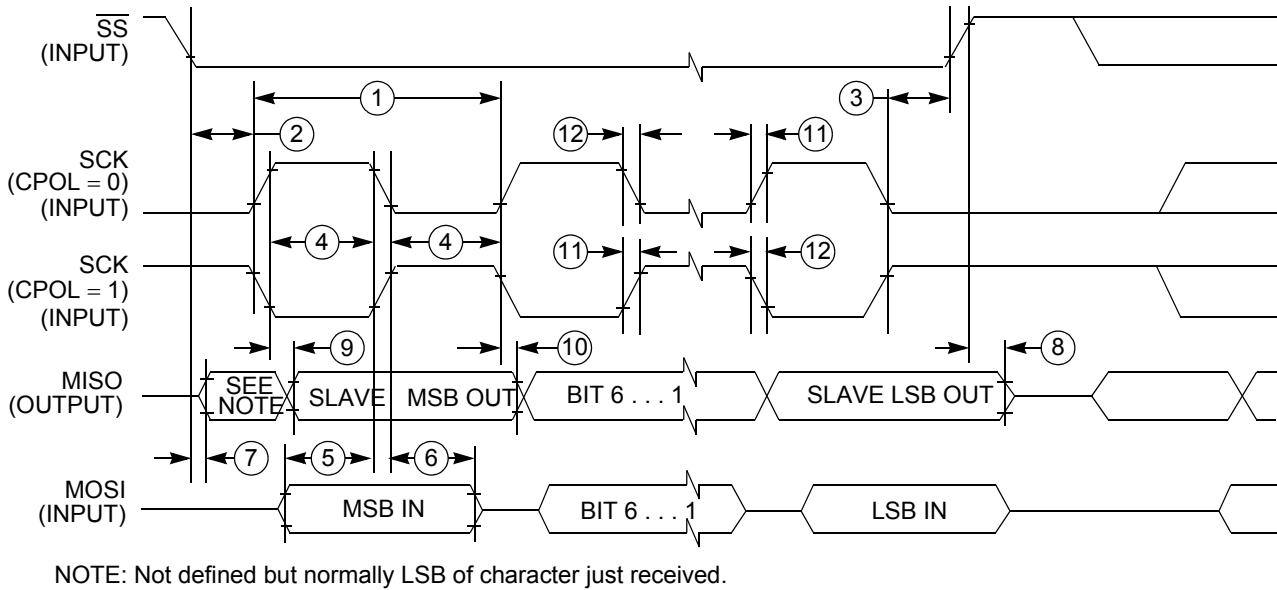 SS
(INPUT)
1
3
2
12
11
SCK
(CPOL = 0)
(INPUT)
4
4
11
12
SCK
(CPOL = 1)
(INPUT)
9
10
8
MISO
(OUTPUT)
SEE
NOTE
SLAVE
MSB OUT
BIT 6 . . . 1
SLAVE LSB OUT
7
5
6
MOSI
(INPUT)
MSB IN
BIT 6 . . . 1
LSB IN
NOTE: Not defined but normally LSB of character just received.